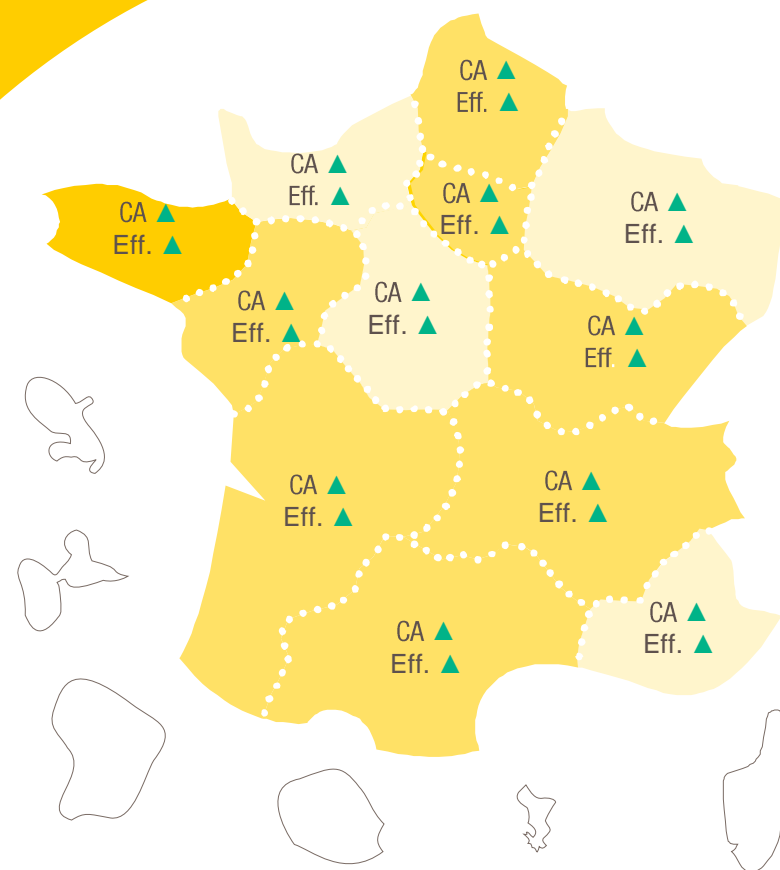 CA ▲
Eff. ▲
CA ▲
Eff. ▲
CA ▲
Eff. ▲
CA ▲
Eff. ▲
CA ▲
Eff. ▲
CA ▲
Eff. ▲
CA ▲
Eff. ▲
CA ▲
Eff ▲
CA ▲
Eff. ▲
CA ▲
Eff. ▲
CA ▲
Eff. ▲
CA ▲
Eff. ▲